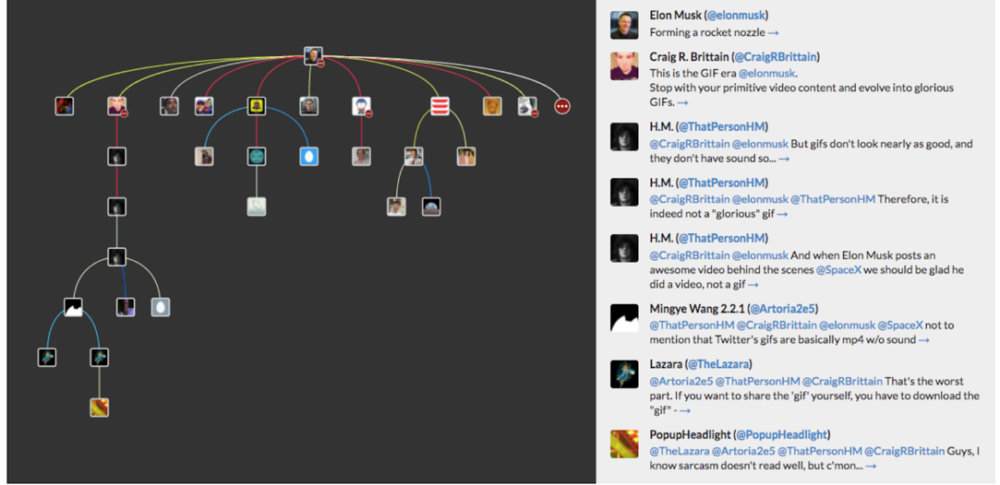 Elon Musk (@elonmusk)
Forming a rocket nozzle →
Craig R. Brittain (@CraigRBrittain)
This is the GIF era @elonmusk.
Stop with your primitive video content and evolve into glorious
GIFs. →
H.M. (@ThatPersonHM)
@CraigRBrittain @elonmusk But gifs don't look nearly as good, and
they don't have sound so... →
H.M. (@ThatPersonHM)
@CraigRBrittain @elonmusk @ThatPersonHM Therefore, it is
indeed not a "glorious" gif →
H.M. (@ThatPersonHM)
@CraigRBrittain @elonmusk And when Elon Musk posts an
awesome video behind the scenes @SpaceX we should be glad he
did a video, not a gif →
Mingye Wang 2.2.1 (@Artoria2e5)
@ThatPersonHM @CraigRBrittain @elonmusk @SpaceX not to
mention that Twitter's gifs are basically mp4 w/o sound →
Lazara (@TheLazara)
@Artoria2e5 @ThatPersonHM @CraigRBrittain That's the worst
part. If you want to share the 'gif' yourself, you have to download the
"gif" - →
PopupHeadlight (@PopupHeadlight)
@TheLazara @Artoria2e5 @ThatPersonHM @CraigRBrittain Guys, I
know sarcasm doesn't read well, but c'mon... →